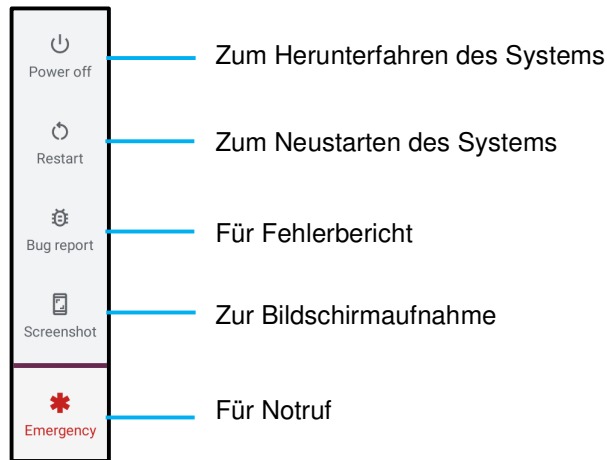 Power off
Zum Herunterfahren des Systems
Restart
Zum Neustarten des Systems
Bug report
Für Fehlerbericht
Screenshot
Zur Bildschirmaufnahme
Emergency
Für Notruf